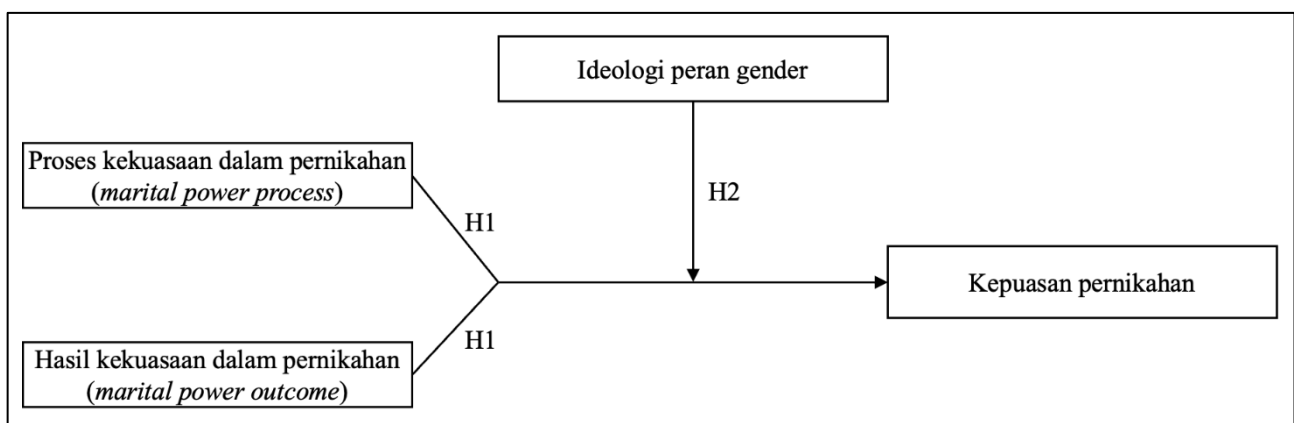 Ideologi peran gender
Proses kekuasaan dalam pernikahan
(marital power process)
H1
H2
Kepuasan pernikahan
H1
Hasil kekuasaan dalam pernikahan
(marital power outcome)